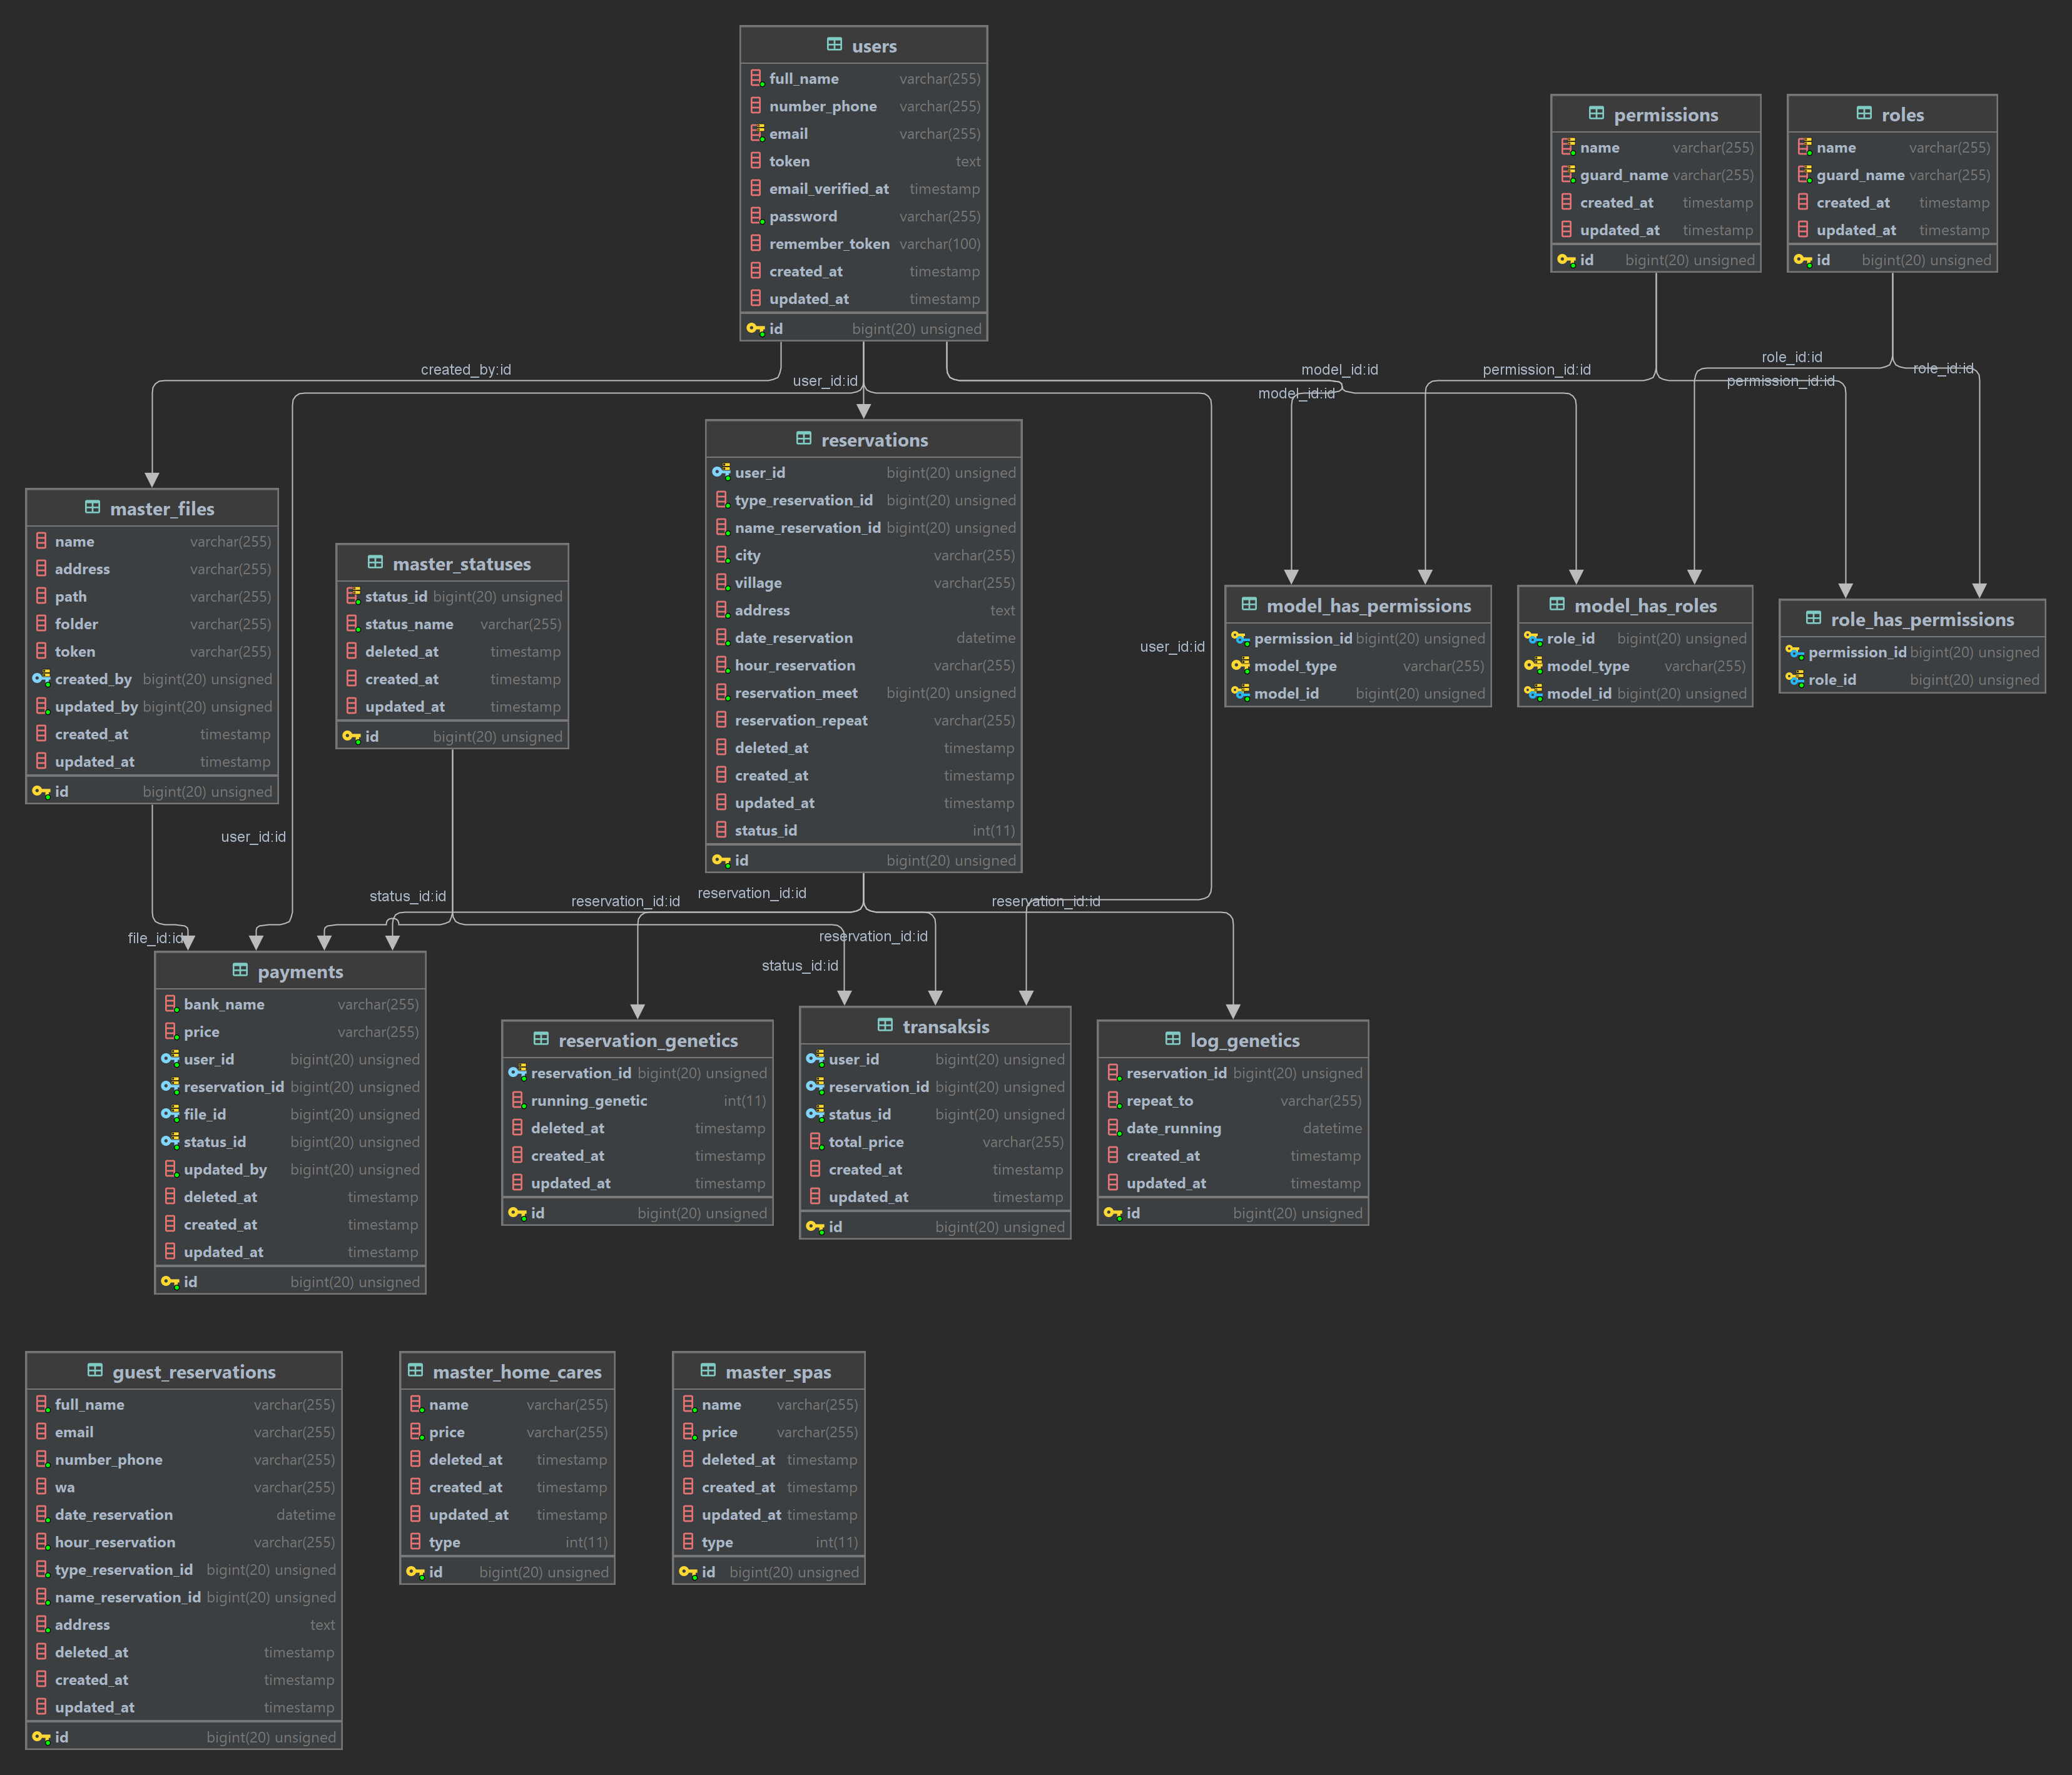 users
full_name varchar(255)
number_phone varchar(255)
email varchar(255)
token text
email_verified_at timestamp
password varchar(255)
remember_token varchar(100)
created_at timestamp
updated_at timestamp
id bigint(20) unsigned
permissions
name varchar(255)
guard_name varchar(255)
created_at timestamp
updated_at timestamp
id bigint(20) unsigned
roles
name varchar(255)
guard_name varchar(255)
created_at timestamp
updated_at timestamp
id bigint(20) unsigned
created_by:id
user_id:id
model_id:id
model_id:id
permission_id:id
role_id:id
permission_id:id
role_id:id
master_files
name varchar(255)
address varchar(255)
path varchar(255)
folder varchar(255)
token varchar(255)
created_by bigint(20) unsigned
updated_by bigint(20) unsigned
created_at timestamp
updated_at timestamp
id bigint(20) unsigned
master_statuses
status_id bigint(20) unsigned
status_name varchar(255)
deleted_at timestamp
created_at timestamp
updated_at timestamp
id bigint(20) unsigned
reservations
user_id bigint(20) unsigned
type_reservation_id bigint(20) unsigned
name_reservation_id bigint(20) unsigned
city varchar(255)
village varchar(255)
address text
date_reservation datetime
hour_reservation varchar(255)
reservation_meet bigint(20) unsigned
reservation_repeat varchar(255)
deleted_at timestamp
created_at timestamp
updated_at timestamp
status_id int(11)
id bigint(20) unsigned
user_id:id
model_has_permissions
permission_id bigint(20) unsigned
model_type varchar(255)
model_id bigint(20) unsigned
model_has_roles
role_id bigint(20) unsigned
model_type varchar(255)
model_id bigint(20) unsigned
role_has_permissions
permission_id bigint(20) unsigned
role_id bigint(20) unsigned
user_id:id
status_id:id
reservation_id:id
reservation_id:id
reservation_id:id
file_id:id
reservation_id:id
status_id:id
payments
bank_name varchar(255)
price varchar(255)
user_id bigint(20) unsigned
reservation_id bigint(20) unsigned
file_id bigint(20) unsigned
status_id bigint(20) unsigned
updated_by bigint(20) unsigned
deleted_at timestamp
created_at timestamp
updated_at timestamp
id bigint(20) unsigned
reservation_genetics
reservation_id bigint(20) unsigned
running_genetic int(11)
deleted_at timestamp
created_at timestamp
updated_at timestamp
id bigint(20) unsigned
transaksis
user_id bigint(20) unsigned
reservation_id bigint(20) unsigned
status_id bigint(20) unsigned
total_price varchar(255)
created_at timestamp
updated_at timestamp
id bigint(20) unsigned
log_genetics
reservation_id bigint(20) unsigned
repeat_to varchar(255)
date_running datetime
created_at timestamp
updated_at timestamp
id bigint(20) unsigned
guest_reservations
full_name varchar(255)
email varchar(255)
number_phone varchar(255)
wa varchar(255)
date_reservation datetime
hour_reservation varchar(255)
type_reservation_id bigint(20) unsigned
name_reservation_id bigint(20) unsigned
address text
deleted_at timestamp
created_at timestamp
updated_at timestamp
id bigint(20) unsigned
master_home_cares
name varchar(255)
price varchar(255)
deleted_at timestamp
created_at timestamp
updated_at timestamp
type int(11)
id bigint(20) unsigned
master_spas
name varchar(255)
price varchar(255)
deleted_at timestamp
created_at timestamp
updated_at timestamp
type int(11)
id bigint(20) unsigned